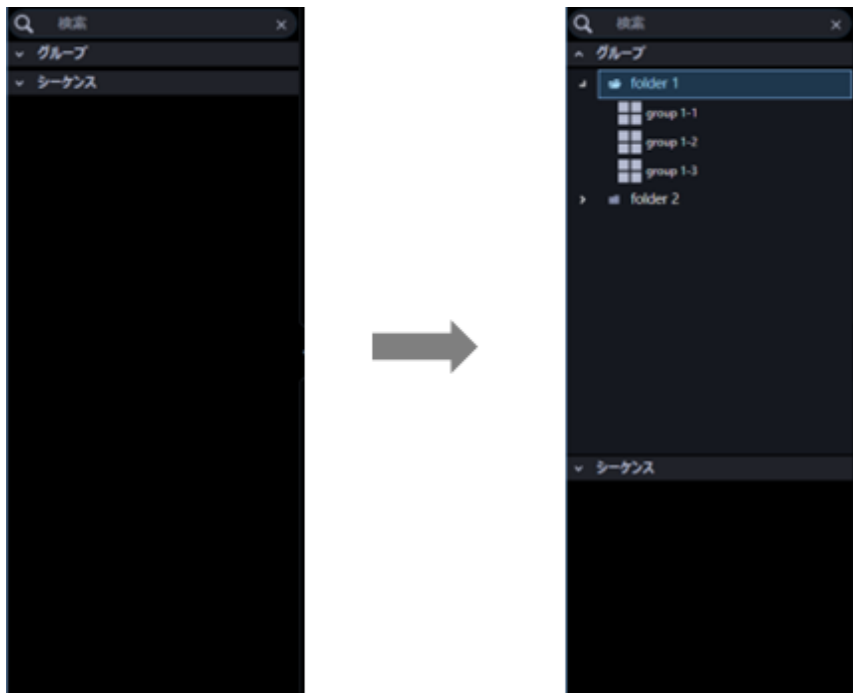 検索
グループ
シーケンス
検索
グループ
folder 1
group 1-1
group 1-2
group 1-3
folder 2
シーケンス